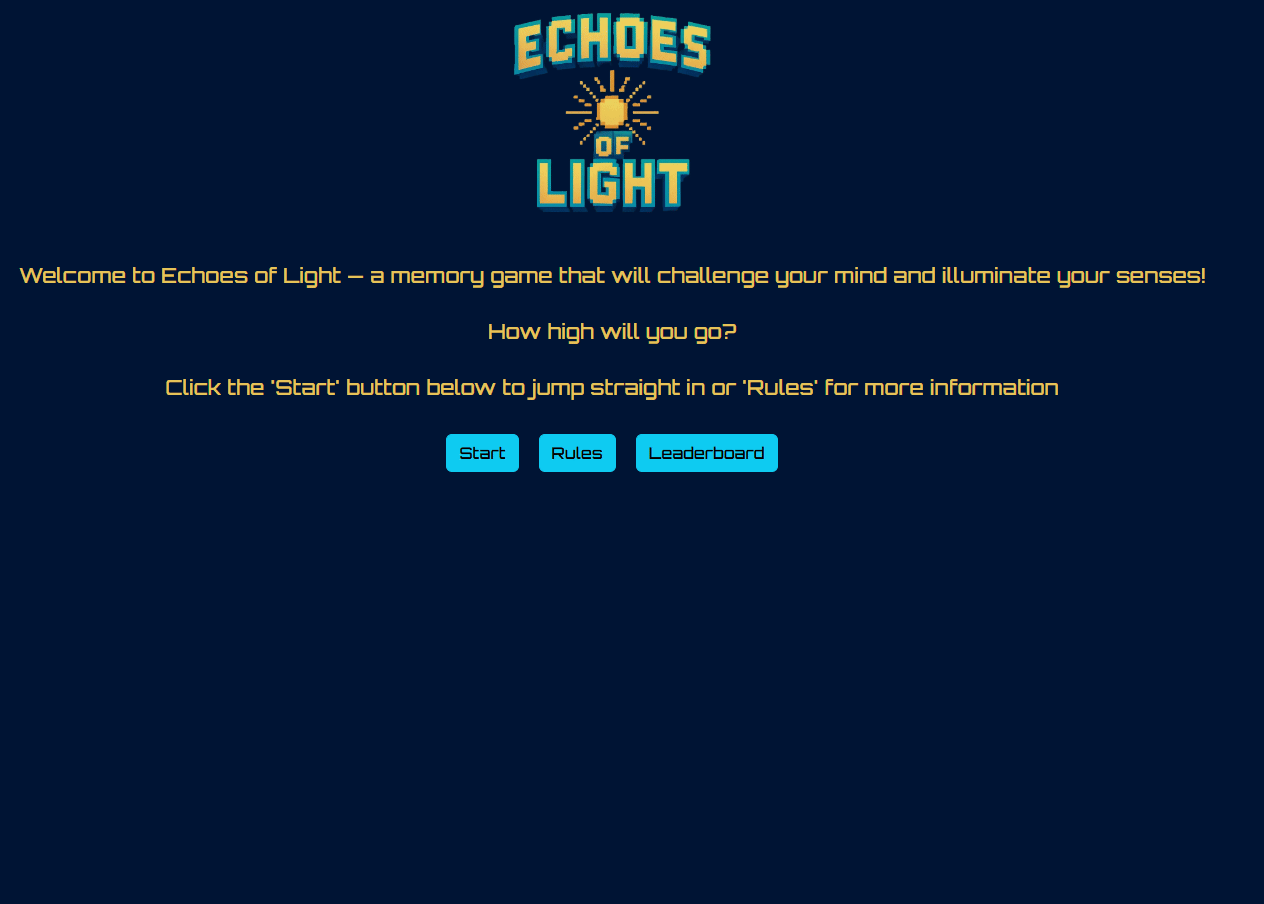 ECHOES
OF
LIGHT
Welcome to Echoes of Light — a memory game that will challenge your mind and illuminate your senses!
How high will you go?
Click the 'Start' button below to jump straight in or 'Rules' for more information
Start Rules Leaderboard